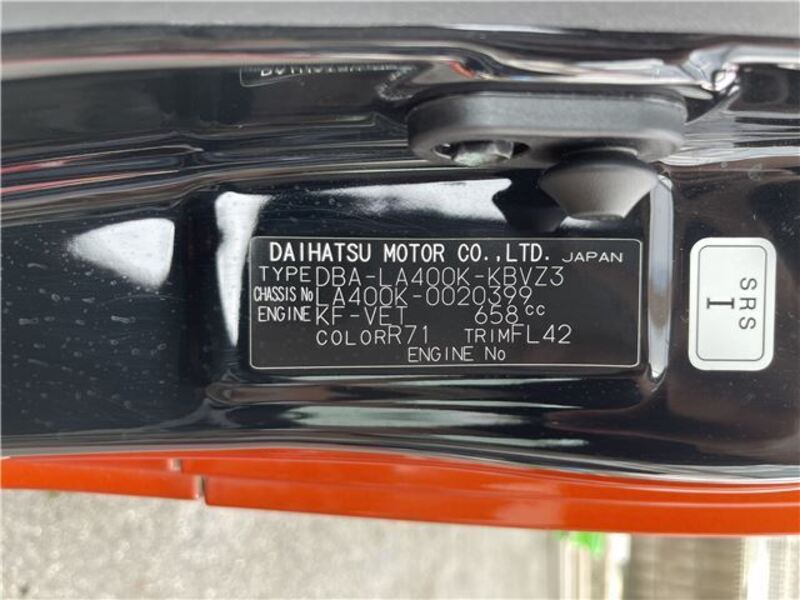 DAIHATSU MOTOR CO.,LTD. JAPAN
TYPE DBA-LA400K-KBVZ3
CHASSIS No LA400K-0020399
ENGINE KF-VET 658cc
COLOR R71 TRIM FL42
ENGINE No
SRS
I